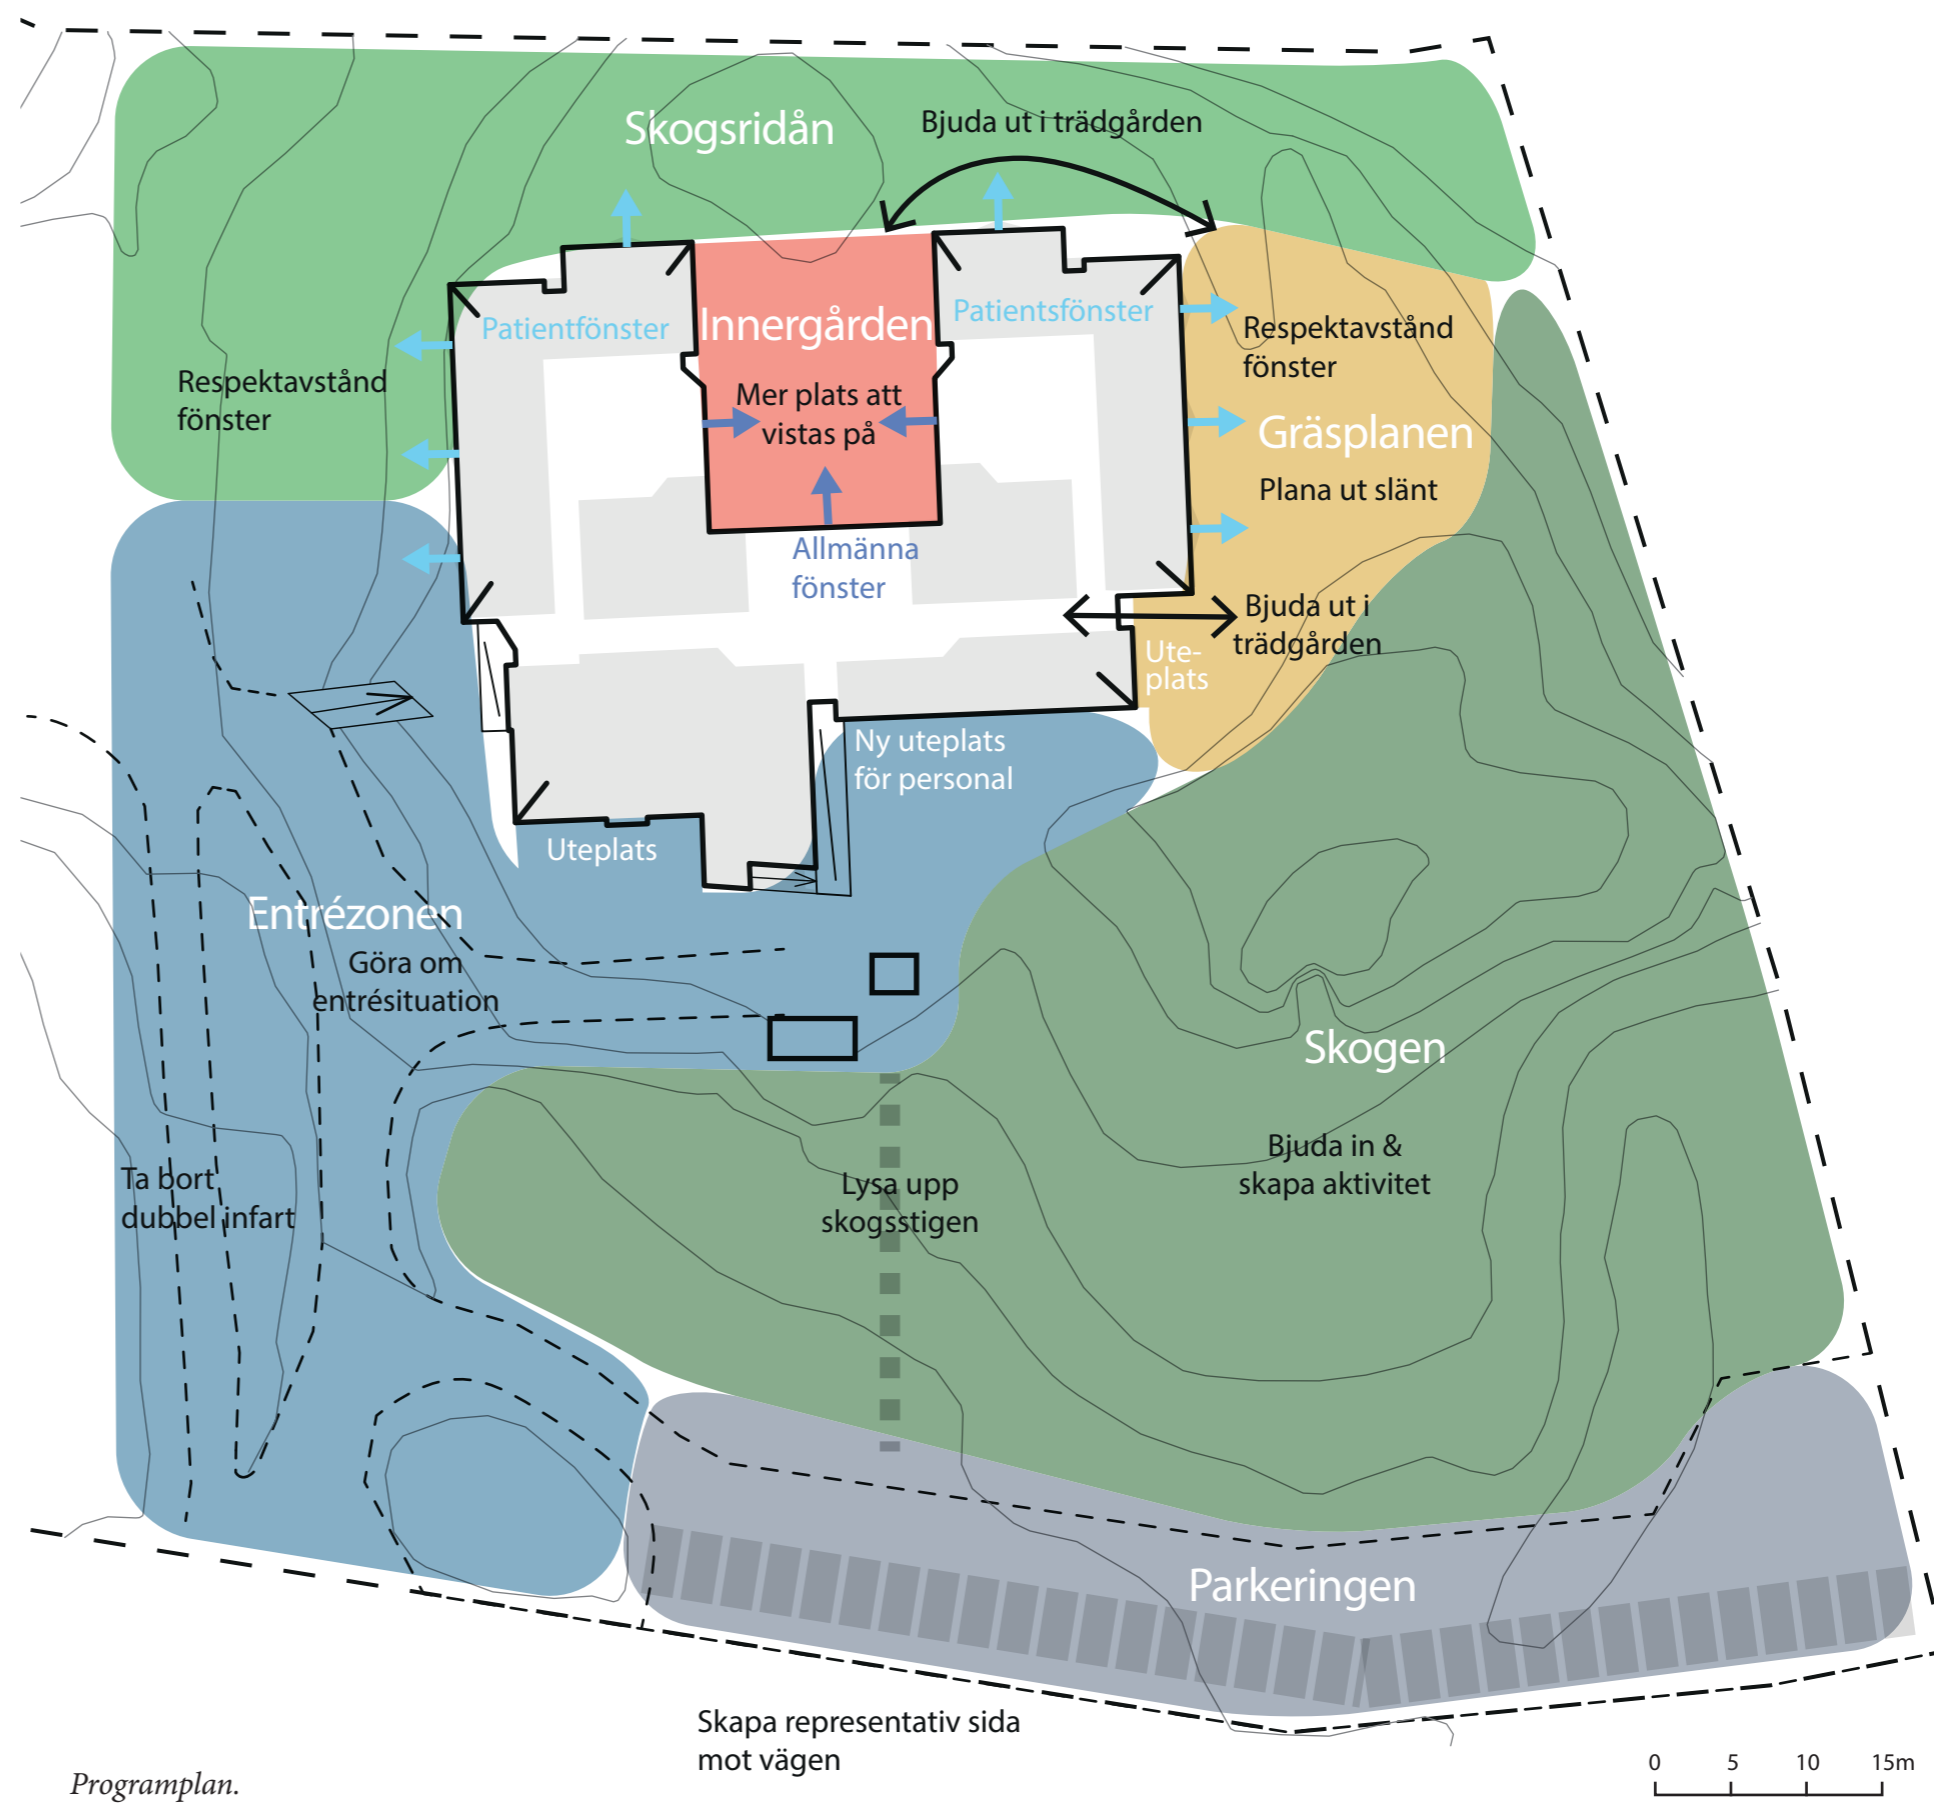 Skogsridån
Bjuda ut i trädgården
Patientfönster
Innergården
Patientsfönster
Respektavstånd
fönster
Respektavstånd
fönster
Mer plats att
vistas på
Gräsplanen
Plana ut slänt
Allmänna
fönster
Bjuda ut i
trädgården
Ute-
plats
Ny uteplats
för personal
Uteplats
Entrézonen
Göra om
entrésituation
Skogen
Bjuda in &
skapa aktivitet
Ta bort
dubbel infart
Lysa upp
skogsstigen
Parkeringen
Skapa representativ sida
mot vägen
Programplan.
0 5 10 15m